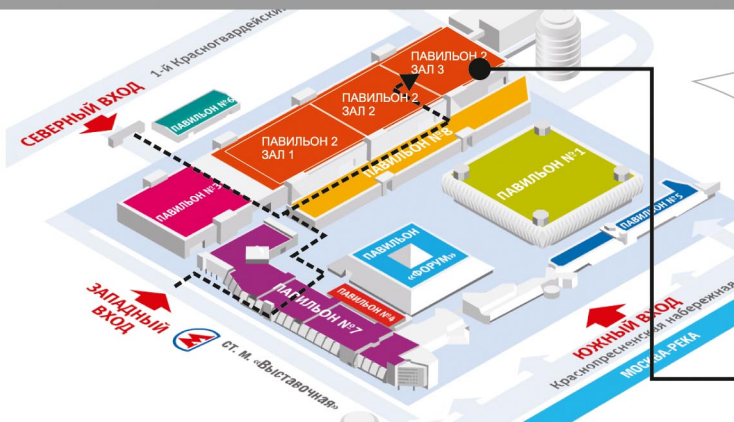 1-й Красногвардейский
СЕВЕРНЫЙ ВХОД
ПАВИЛЬОН №6
ПАВИЛЬОН 2
ЗАЛ 3
ПАВИЛЬОН 2
ЗАЛ 2
ПАВИЛЬОН 2
ЗАЛ 1
ПАВИЛЬОН №8
ПАВИЛЬОН №1
ПАВИЛЬОН №3
ПАВИЛЬОН №5
ПАВИЛЬОН
«ФОРУМ»
ПАВИЛЬОН №4
ПАВИЛЬОН №7
ЗАПАДНЫЙ
ВХОД
М ст. м. «Выставочная»
ЮЖНЫЙ ВХОД
Краснопресненская набережная
МОСКВА-РЕКА